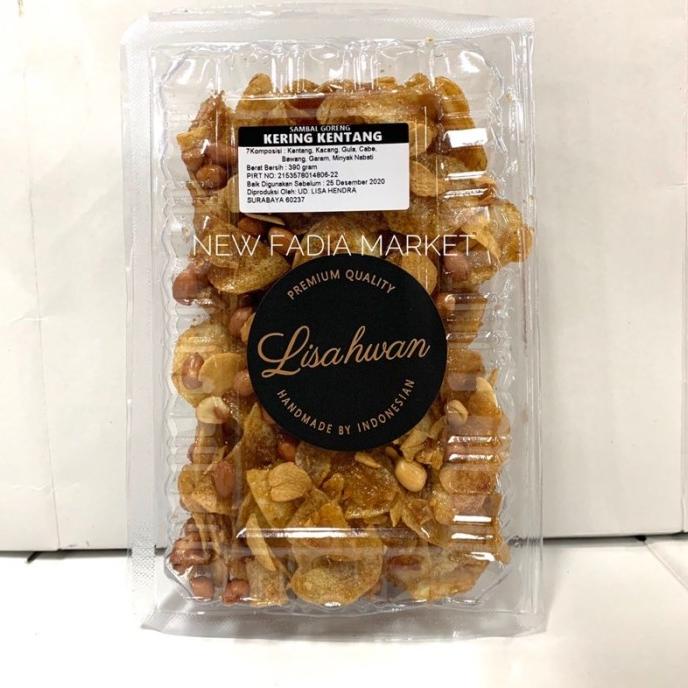 SAMBAL GORENG
KERING KENTANG
7Komposisi : Kentang, Kacang, Gula, Cabe,
Bawang, Garam, Minyak Nabati
Berat Bersih : 390 gram
PIRT NO: 2153578014806-22
Baik Digunakan Sebelum : 25 Desember 2020
Diproduksi Oleh: UD. LISA HENDRA
SURABAYA 60237
NEW FADIA MARKET
PREMIUM QUALITY
Lisahwan
HANDMADE BY INDONESIAN